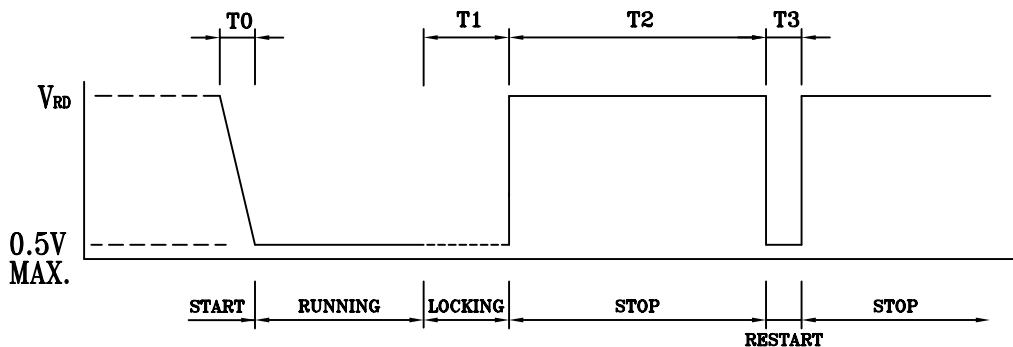 T0
T1
T2
T3
VRD
0.5V
MAX.
START
RUNNING
LOCKING
STOP
STOP
RESTART